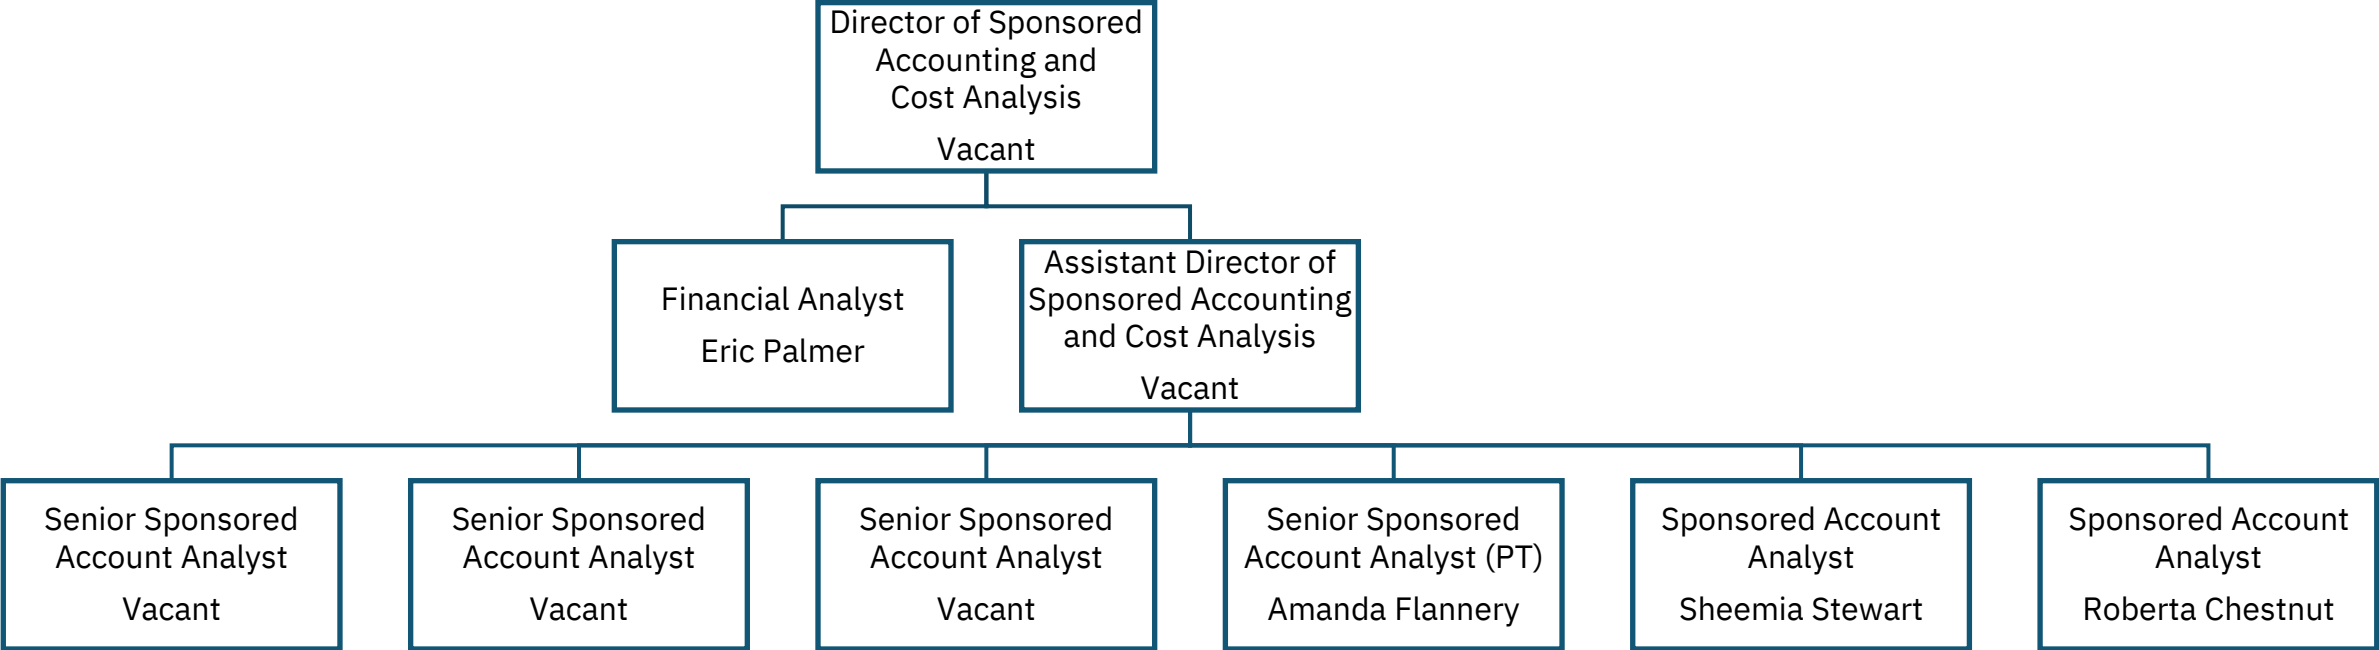 Director of Sponsored
Accounting and
Cost Analysis
Vacant
Financial Analyst
Eric Palmer
Assistant Director of
Sponsored Accounting
and Cost Analysis
Vacant
Senior Sponsored
Account Analyst
Vacant
Senior Sponsored
Account Analyst
Vacant
Senior Sponsored
Account Analyst
Vacant
Senior Sponsored
Account Analyst (PT)
Amanda Flannery
Sponsored Account
Analyst
Sheemia Stewart
Sponsored Account
Analyst
Roberta Chestnut